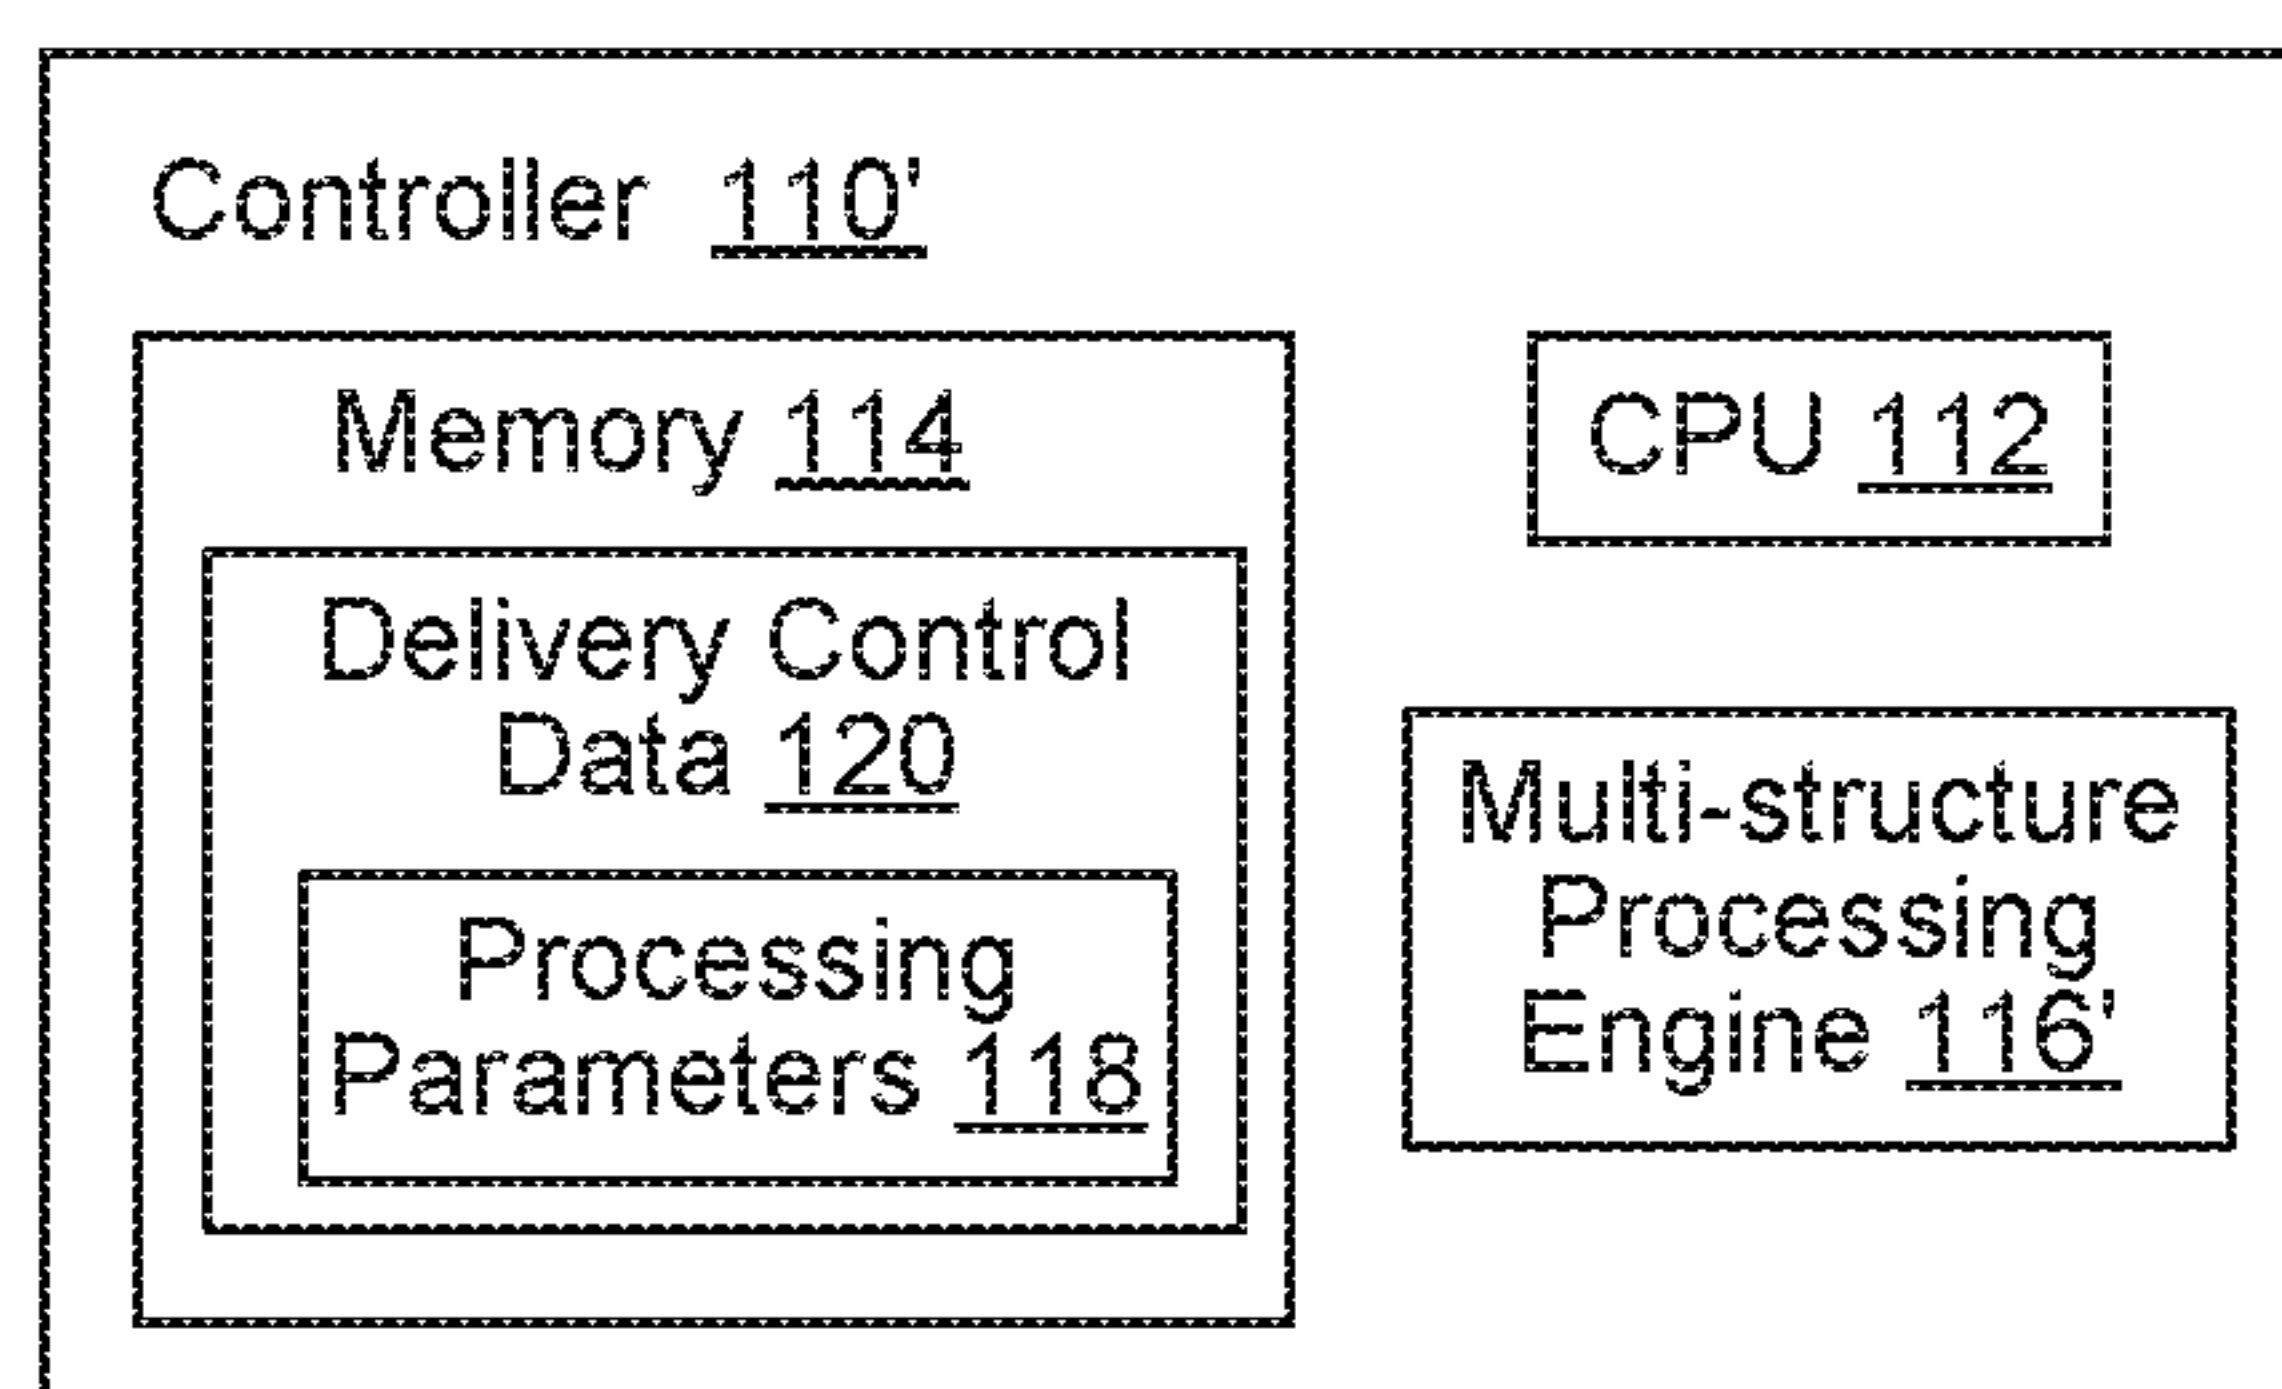 Controller 110'
Memory 114
Delivery Control
Data 120
Processing
Parameters 118
CPU 112
Multi-structure
Processing
Engine 116'